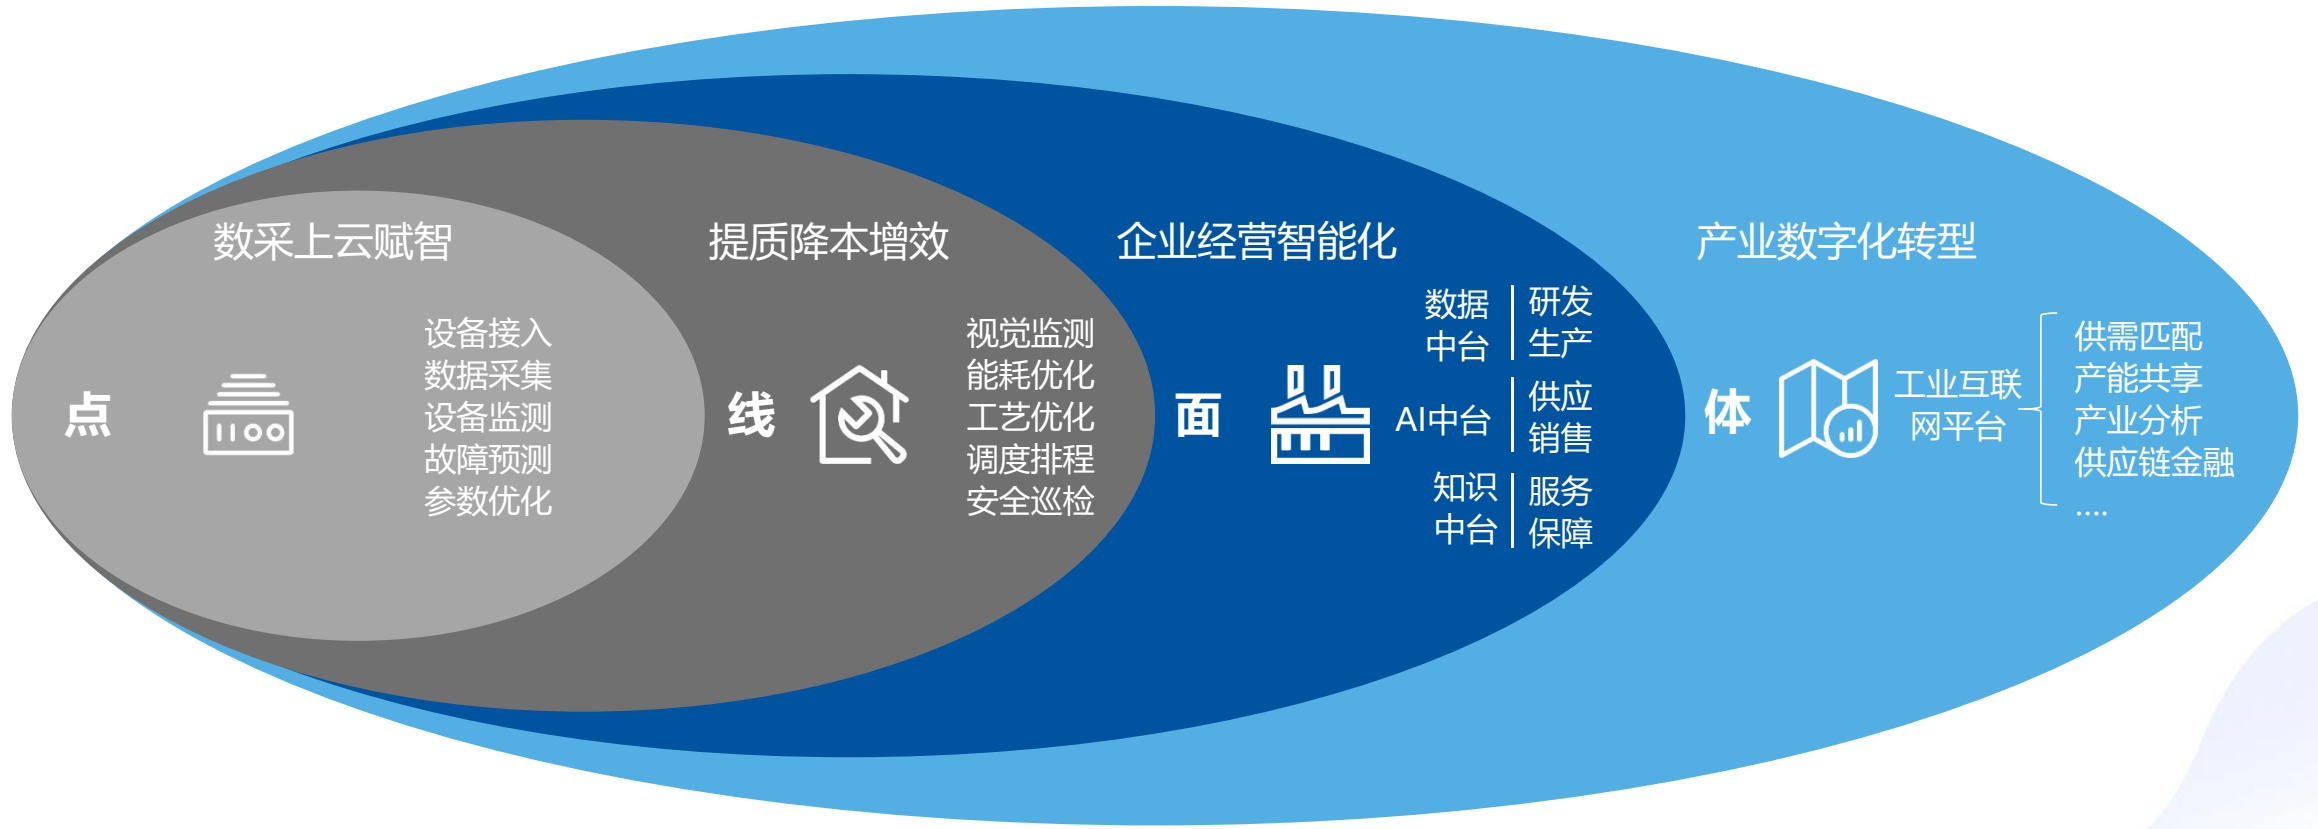 数采上云赋智
点
设备接入
数据采集
设备监测
故障预测
参数优化
提质降本增效
线
视觉监测
能耗优化
工艺优化
调度排程
安全巡检
企业经营智能化
面
数据
中台
研发
生产
AI中台
供应
销售
知识
中台
服务
保障
产业数字化转型
体
工业互联
网平台
供需匹配
产能共享
产业分析
供应链金融
....